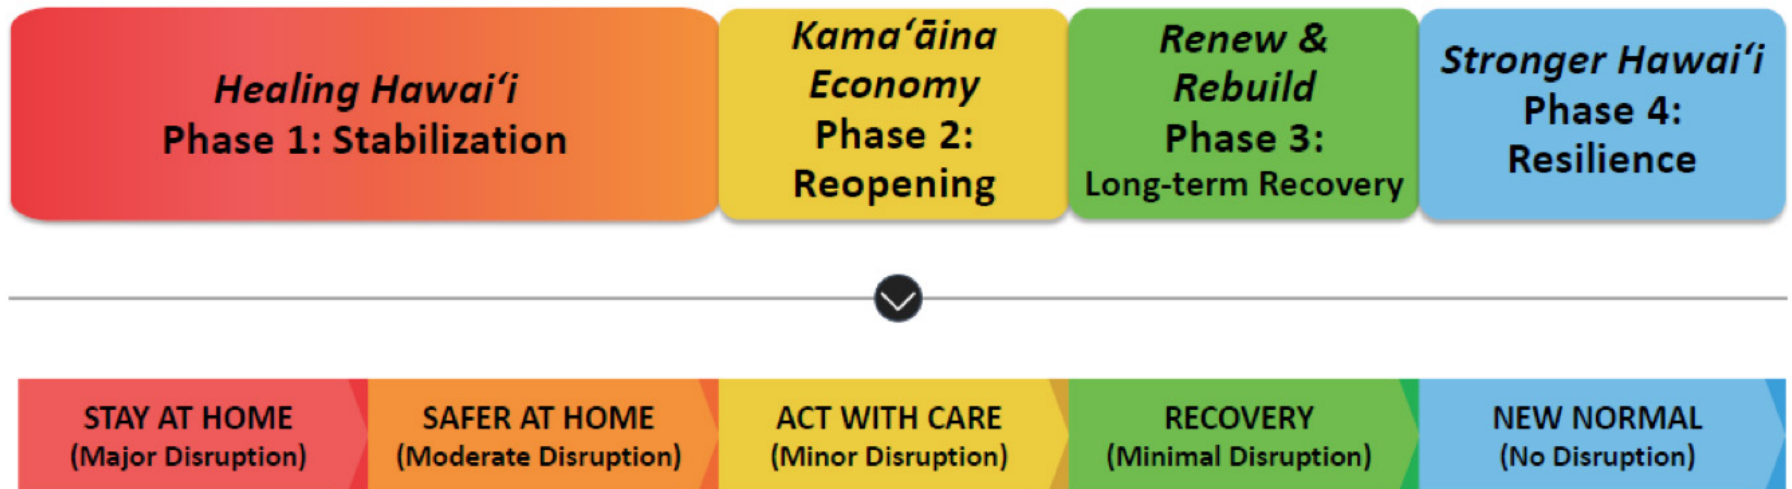 Healing Hawaiʻi
Phase 1: Stabilization
Kamaʻāina
Economy
Phase 2:
Reopening
Renew &
Rebuild
Phase 3:
Long-term Recovery
Stronger Hawaiʻi
Phase 4:
Resilience
STAY AT HOME
(Major Disruption)
SAFER AT HOME
(Moderate Disruption)
ACT WITH CARE
(Minor Disruption)
RECOVERY
(Minimal Disruption)
NEW NORMAL
(No Disruption)